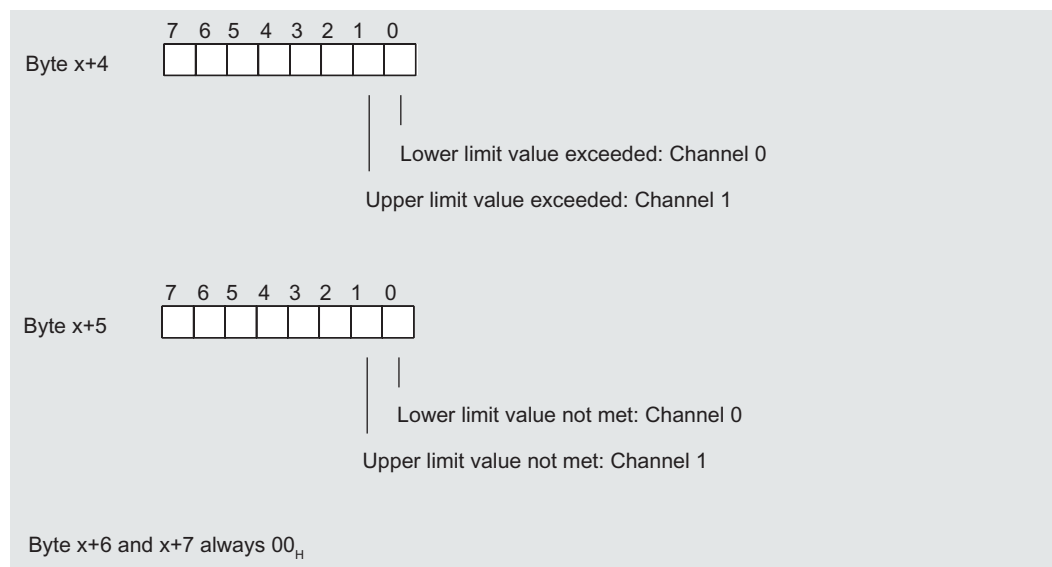 7 6 5 4 3 2 1 0
Byte x+4
Lower limit value exceeded: Channel 0
Upper limit value exceeded: Channel 1
7 6 5 4 3 2 1 0
Byte x+5
Lower limit value not met: Channel 0
Upper limit value not met: Channel 1
Byte x+6 and x+7 always 00H